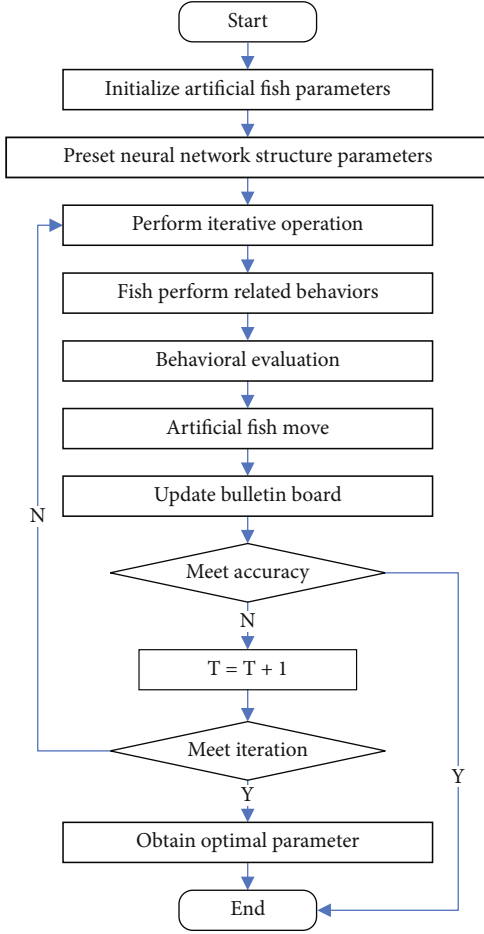 Start
Initialize artificial fish parameters
Preset neural network structure parameters
Perform iterative operation
Fish perform related behaviors
Behavioral evaluation
Artificial fish move
Update bulletin board
N
Meet accuracy
N
T = T + 1
Meet iteration
Y
Y
Obtain optimal parameter
End